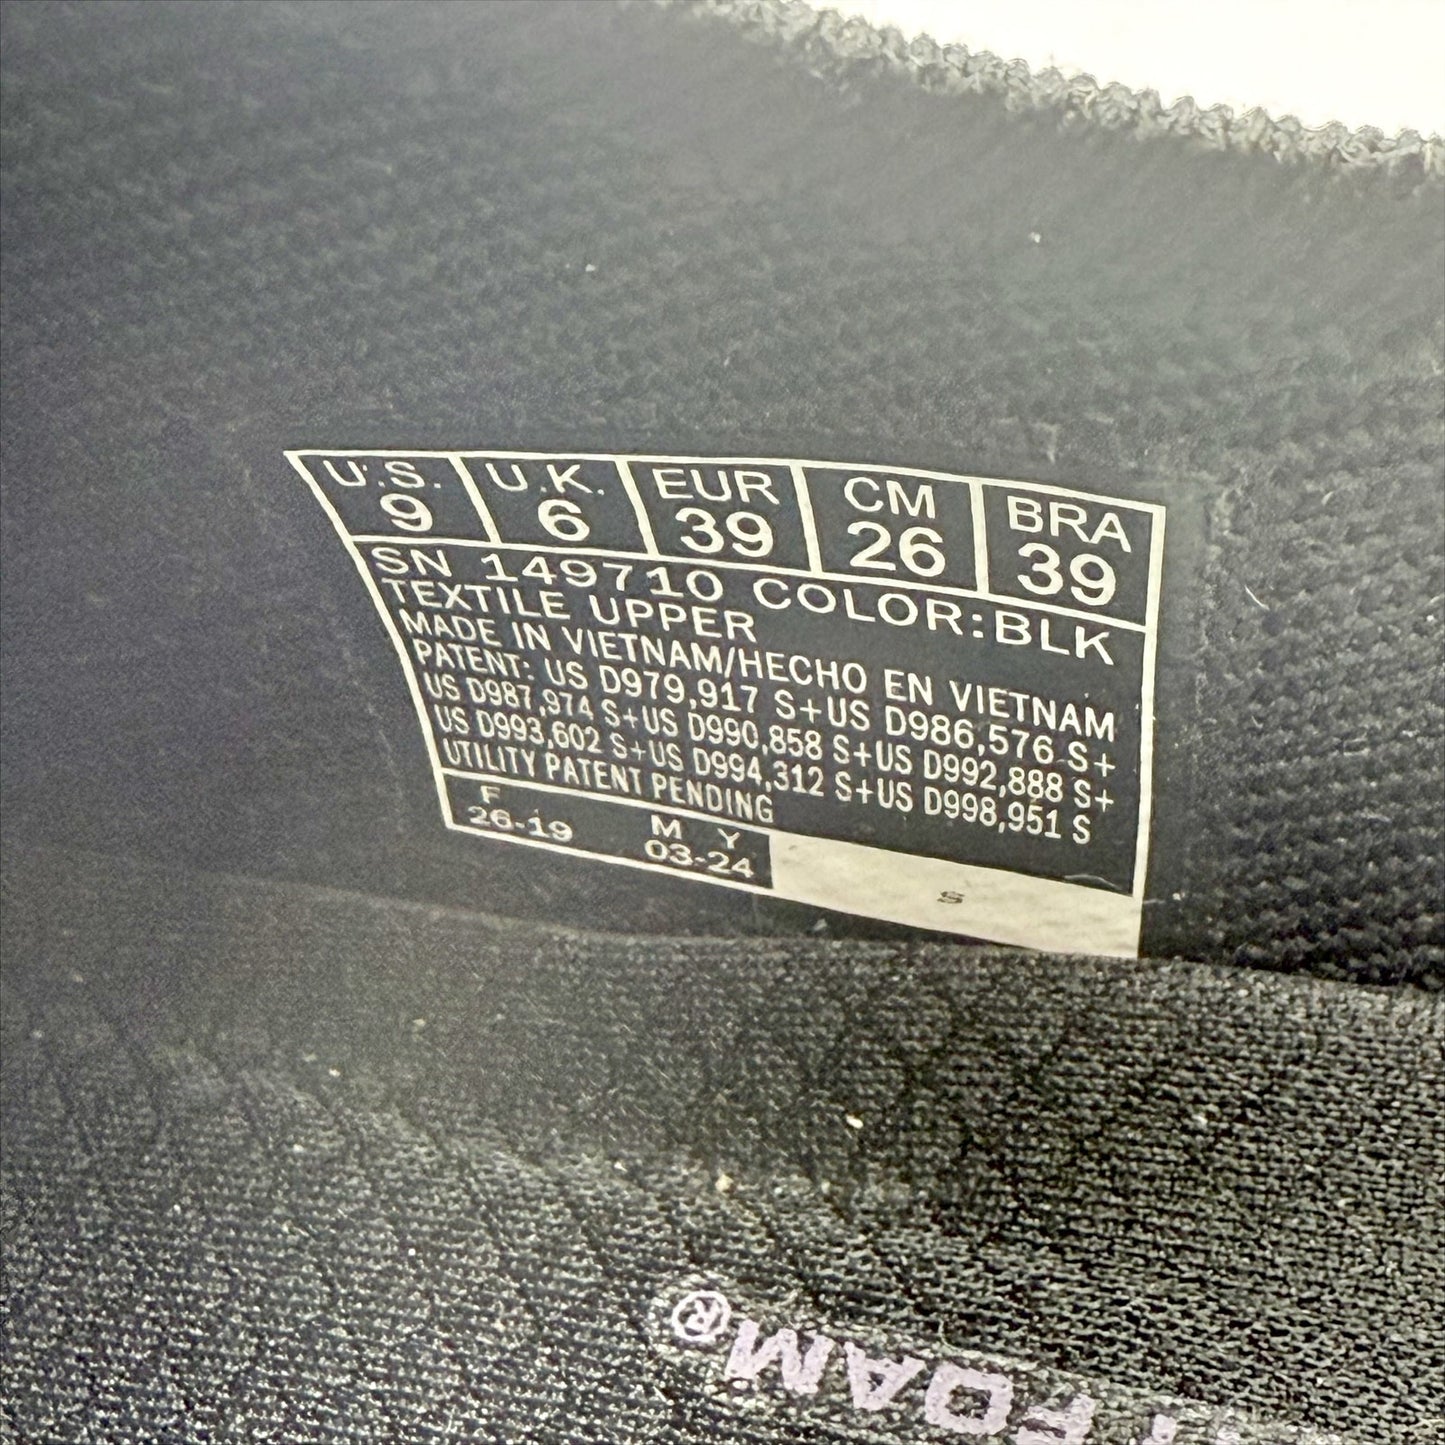 U.S. U.K. EUR CM BRA
9 6 39 26 39
SN 149710 COLOR:BLK
TEXTILE UPPER
MADE IN VIETNAM/HECHO EN VIETNAM
PATENT: US D979,917 S+US D986,576 S+
US D987,974 S+US D990,858 S+US D992,888 S+
US D993,602 S+US D994,312 S+US D998,951 S
UTILITY PATENT PENDING
F M Y
26-19 03-24
S
FOAM®